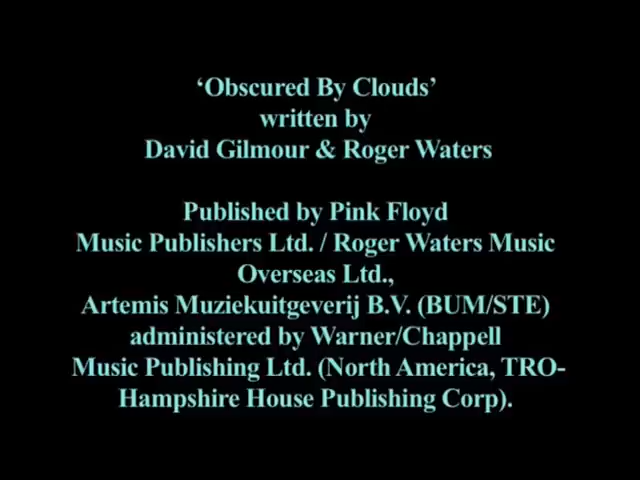 ‘Obscured By Clouds’
written by
David Gilmour & Roger Waters
Published by Pink Floyd
Music Publishers Ltd. / Roger Waters Music
Overseas Ltd.,
Artemis Muziekuitgeverij B.V. (BUM/STE)
administered by Warner/Chappell
Music Publishing Ltd. (North America, TRO-
Hampshire House Publishing Corp).